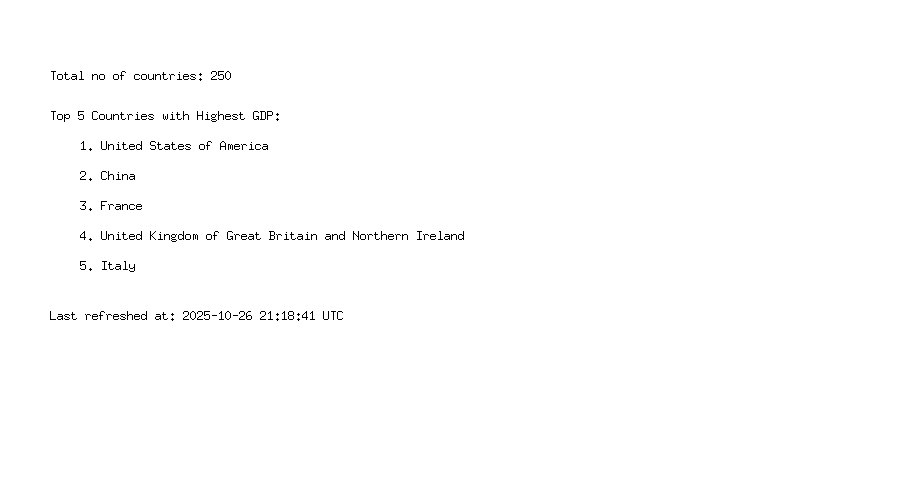 Total no of countries: 250
Top 5 Countries with Highest GDP:
1. United States of America
2. China
3. France
4. United Kingdom of Great Britain and Northern Ireland
5. Italy
Last refreshed at: 2025-10-26 21:18:41 UTC